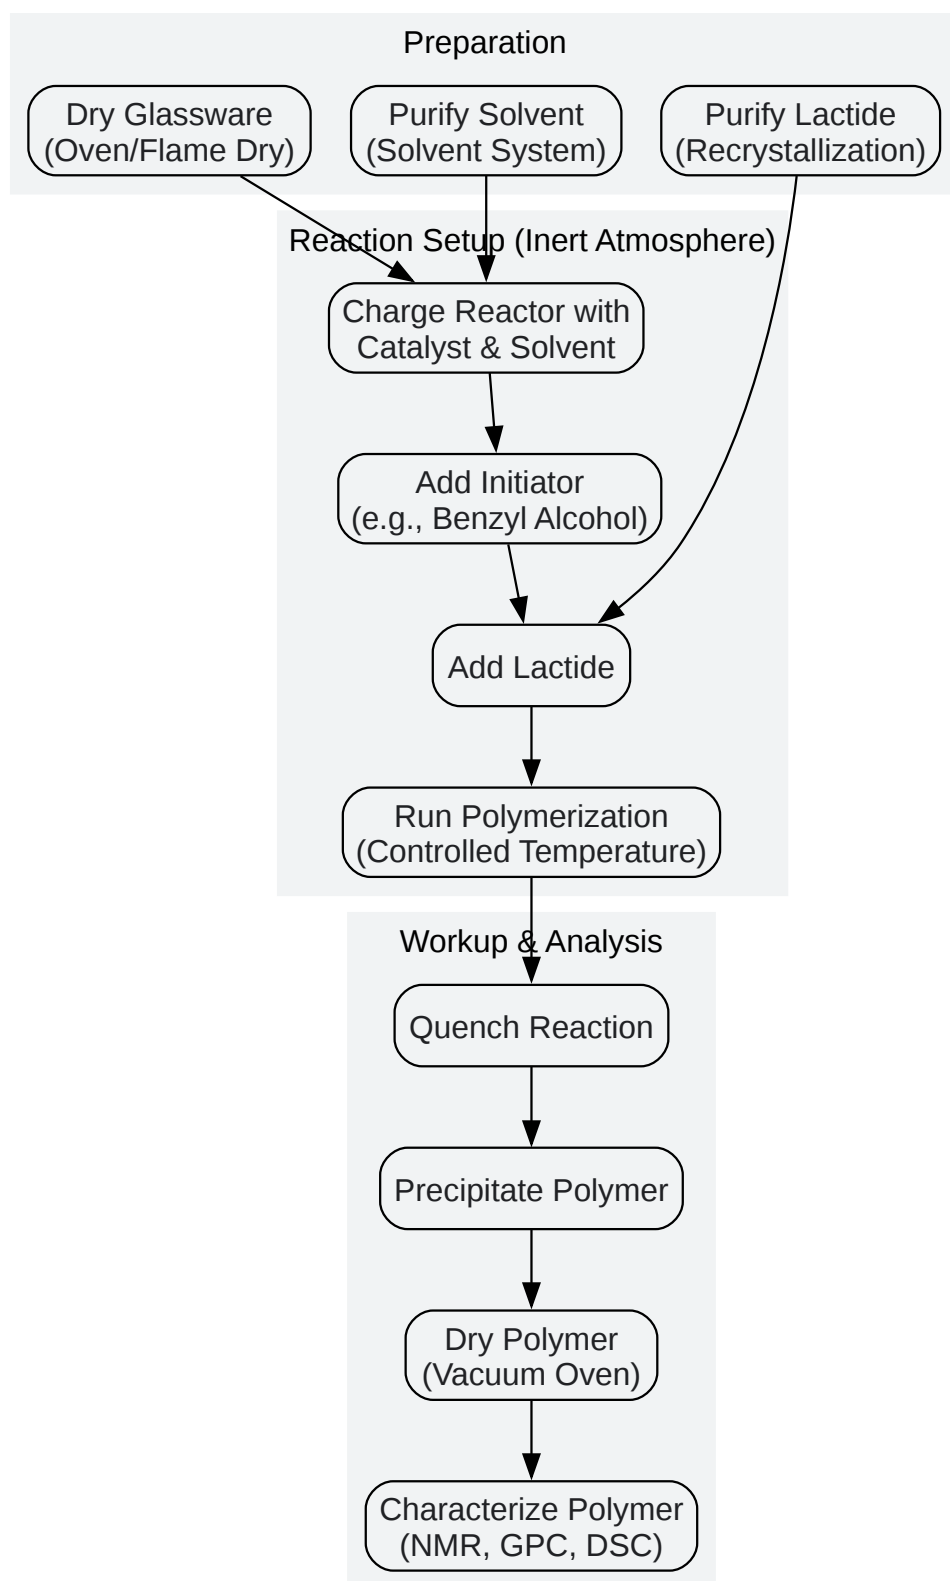 Preparation
Dry Glassware
(Oven/Flame Dry)
Purify Solvent
(Solvent System)
Purify Lactide
(Recrystallization)
Reaction Setup (Inert Atmosphere)
Charge Reactor with
Catalyst & Solvent
Add Initiator
(e.g., Benzyl Alcohol)
Add Lactide
Run Polymerization
(Controlled Temperature)
Workup & Analysis
Quench Reaction
Precipitate Polymer
Dry Polymer
(Vacuum Oven)
Characterize Polymer
(NMR, GPC, DSC)